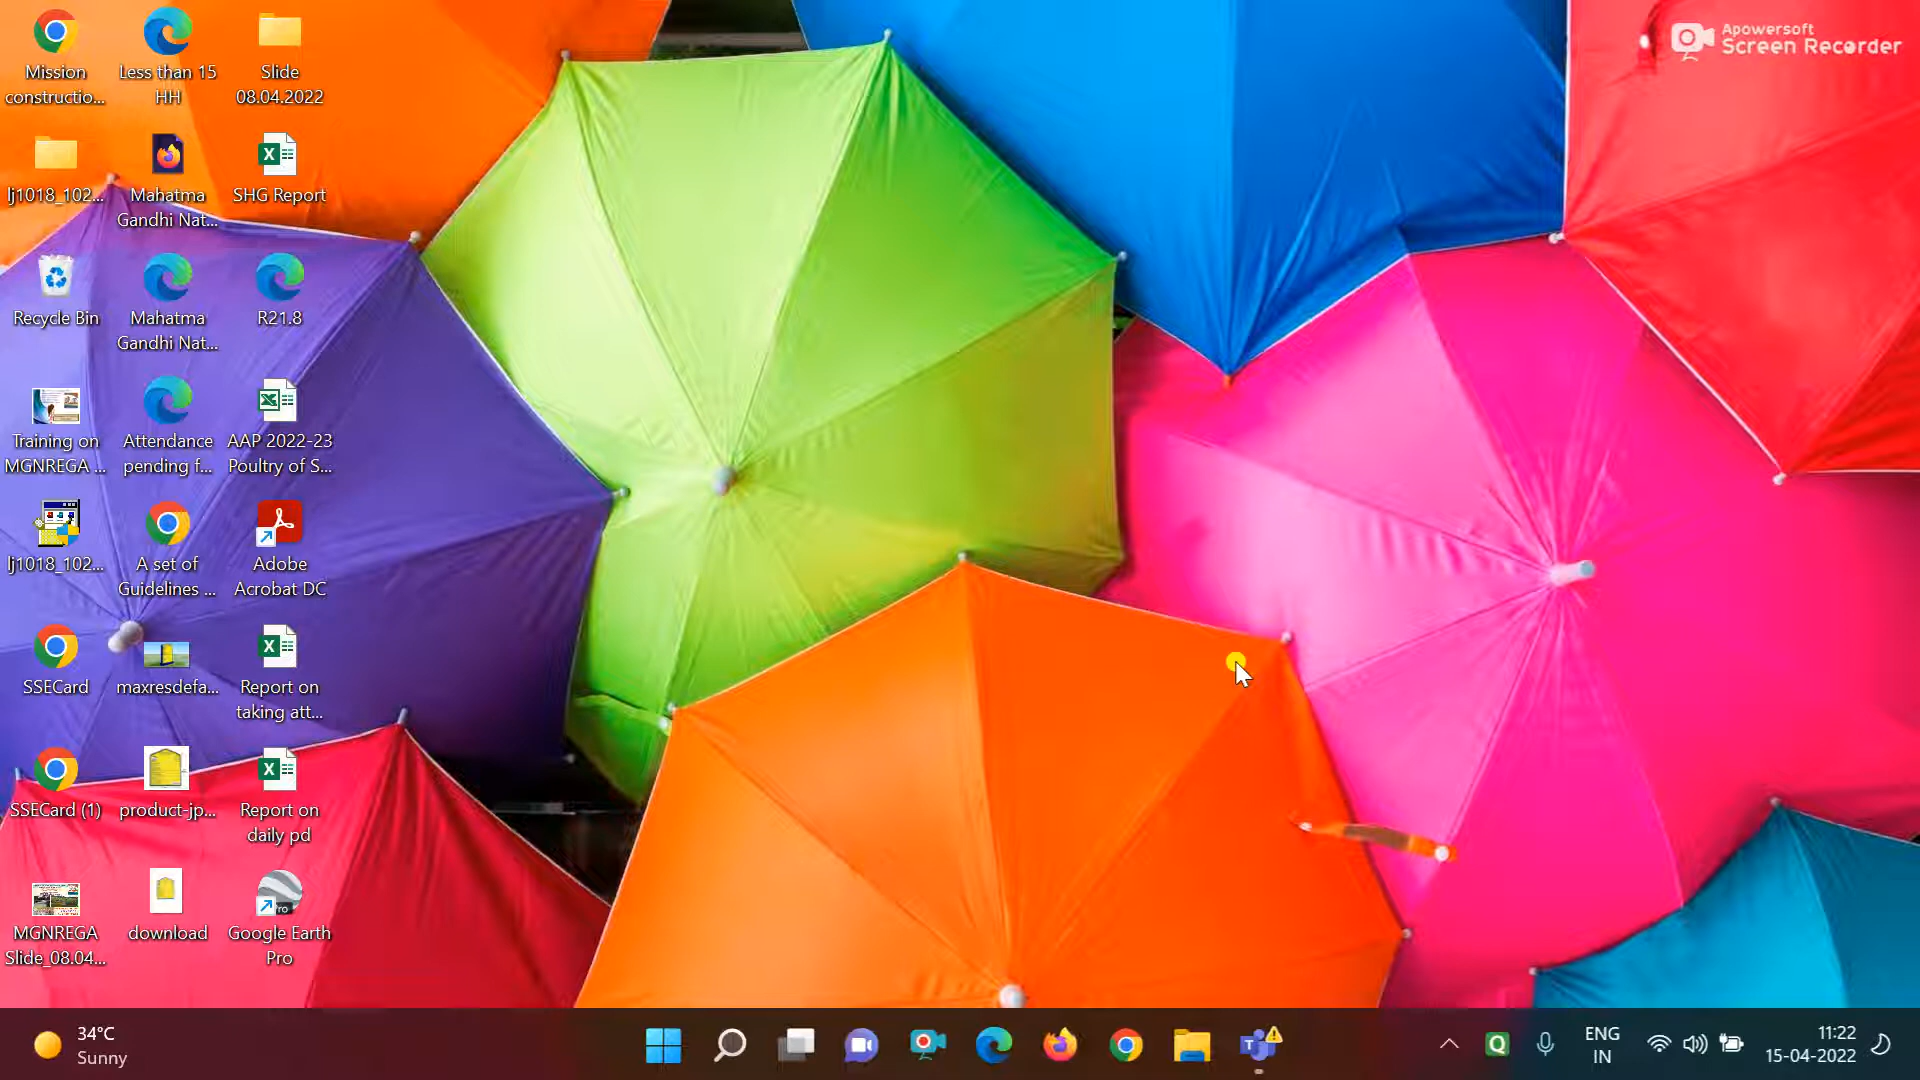 Mission
constructio...
Less than 15
HH
Slide
08.04.2022
Apowersoft
Screen Recorder
lj1018_102...
Mahatma
Gandhi Nat...
SHG Report
Recycle Bin
Mahatma
Gandhi Nat...
R21.8
Training on
MGNREGA ...
Attendance
pending f...
AAP 2022-23
Poultry of S...
lj1018_102...
A set of
Guidelines ...
Adobe
Acrobat DC
SSECard
maxresdefa...
Report on
taking att...
SSECard (1)
product-jp...
Report on
daily pd
MGNREGA
Slide_08.04...
download
Google Earth
Pro
34°C
Sunny
ENG
IN
11:22
15-04-2022